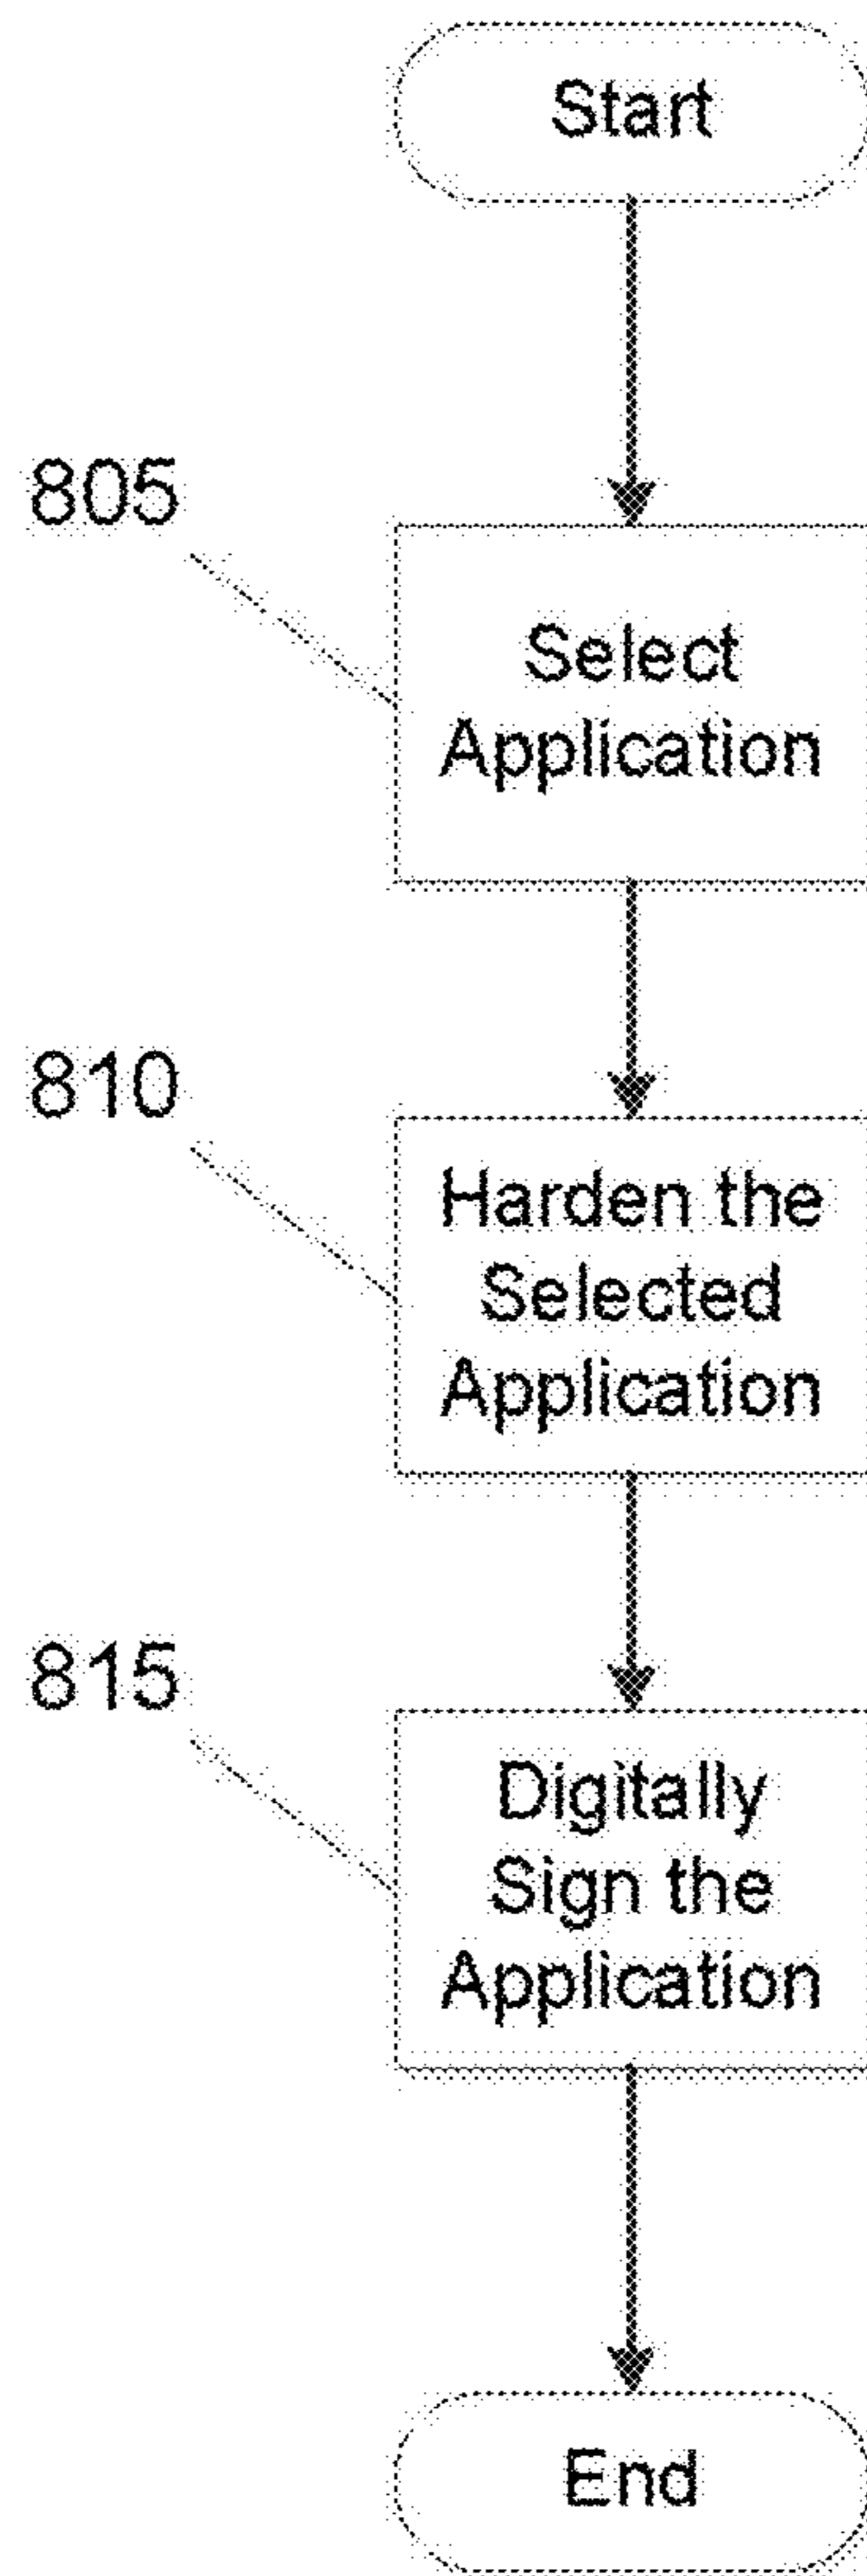 Start
805
Select
Application
810
Harden the
Selected
Application
815
Digitally
Sign the
Application
End